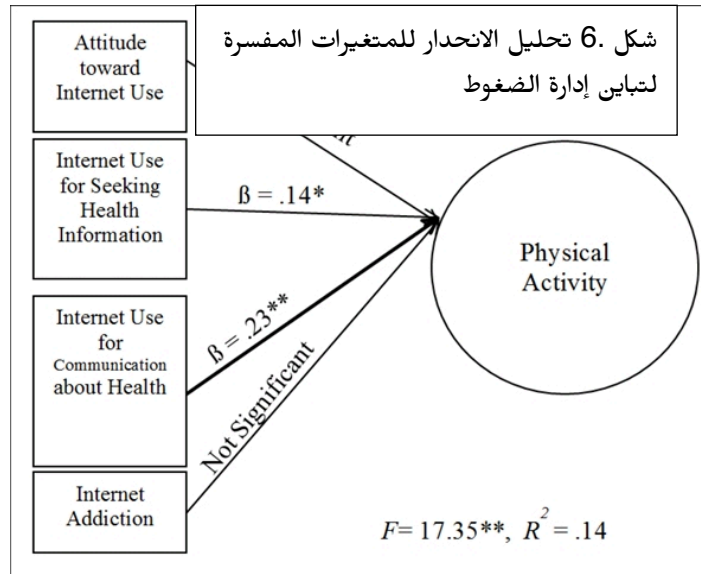 شكل .6 تحليل الانحدار للمتغيرات المفسرة
لتباين إدارة الضغوط
Attitude
toward
Internet Use
Internet Use
for Seeking
Health
Information
ß = .14*
Internet Use
for
Communication
about Health
ß = .23**
Internet
Addiction
Not Significant
Physical
Activity
F= 17.35**, R² = .14